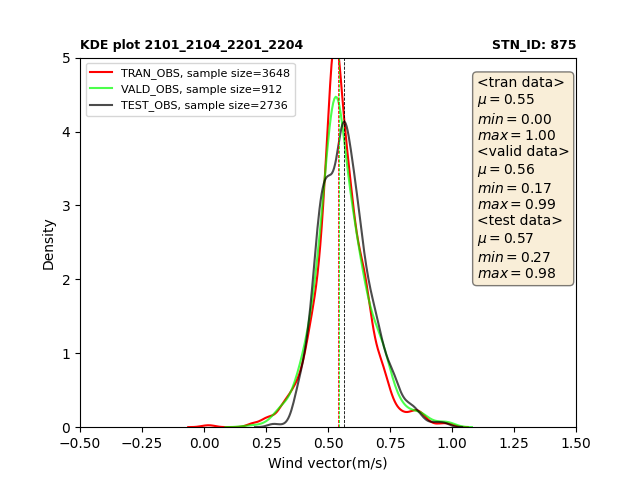 KDE plot 2101_2104_2201_2204
STN_ID: 875
TRAN_OBS, sample size=3648
VALD_OBS, sample size=912
TEST_OBS, sample size=2736
<tran data>
μ = 0.55
min = 0.00
max = 1.00
<valid data>
μ = 0.56
min = 0.17
max = 0.99
<test data>
μ = 0.57
min = 0.27
max = 0.98
Density
5
4
3
2
1
0
−0.50 −0.25 0.00 0.25 0.50 0.75 1.00 1.25 1.50
Wind vector(m/s)